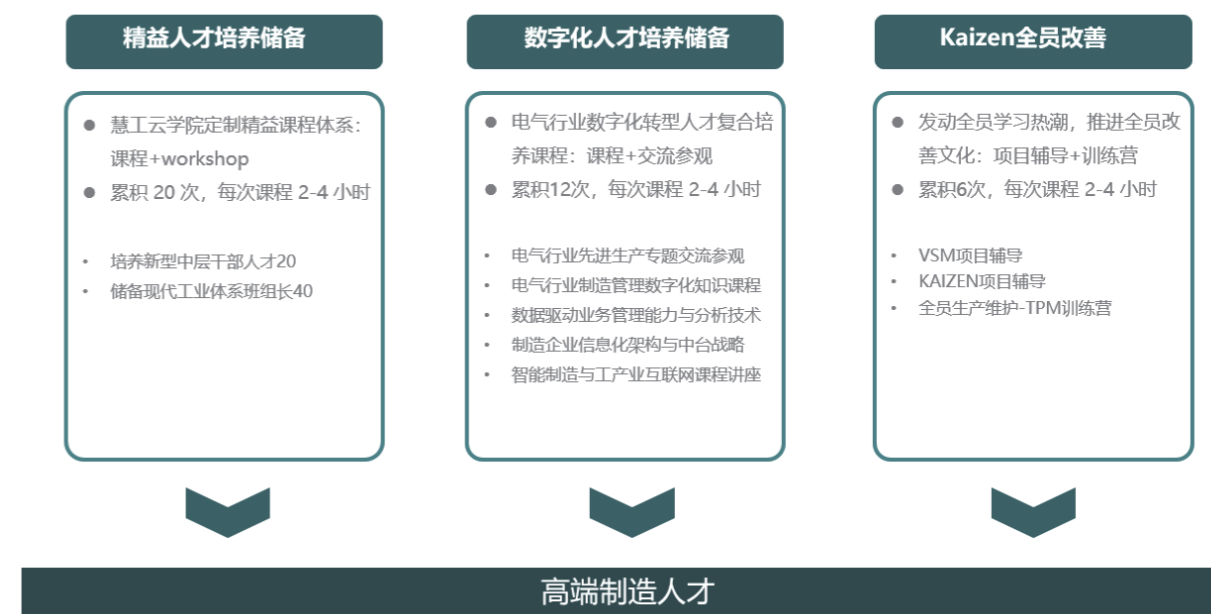 精益人才培养储备
慧工云学院定制精益课程体系：
课程+workshop
累积 20 次，每次课程 2-4 小时
培养新型中层干部人才20
储备现代工业体系班组长40
数字化人才培养储备
电气行业数字化转型人才复合培
养课程：课程+交流参观
累积12次，每次课程 2-4 小时
电气行业先进生产专题交流参观
电气行业制造管理数字化知识课程
数据驱动业务管理能力与分析技术
制造企业信息化架构与中台战略
智能制造与工产业互联网课程讲座
Kaizen全员改善
发动全员学习热潮，推进全员改
善文化：项目辅导+训练营
累积6次，每次课程 2-4 小时
VSM项目辅导
KAIZEN项目辅导
全员生产维护-TPM训练营
高端制造人才